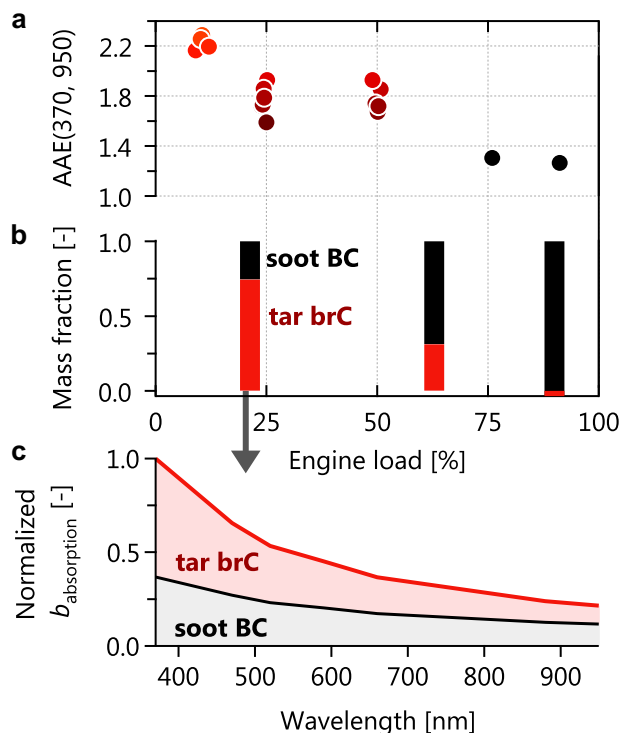 a
AAE(370, 950)
2.2
1.8
1.4
1.0
b
Mass fraction [-]
1.0
0.5
0.0
soot BC
tar brC
0 25 50 75 100
Engine load [%]
c
Normalized
b absorption [-]
1.0
0.5
0.0
tar brC
soot BC
400 500 600 700 800 900
Wavelength [nm]